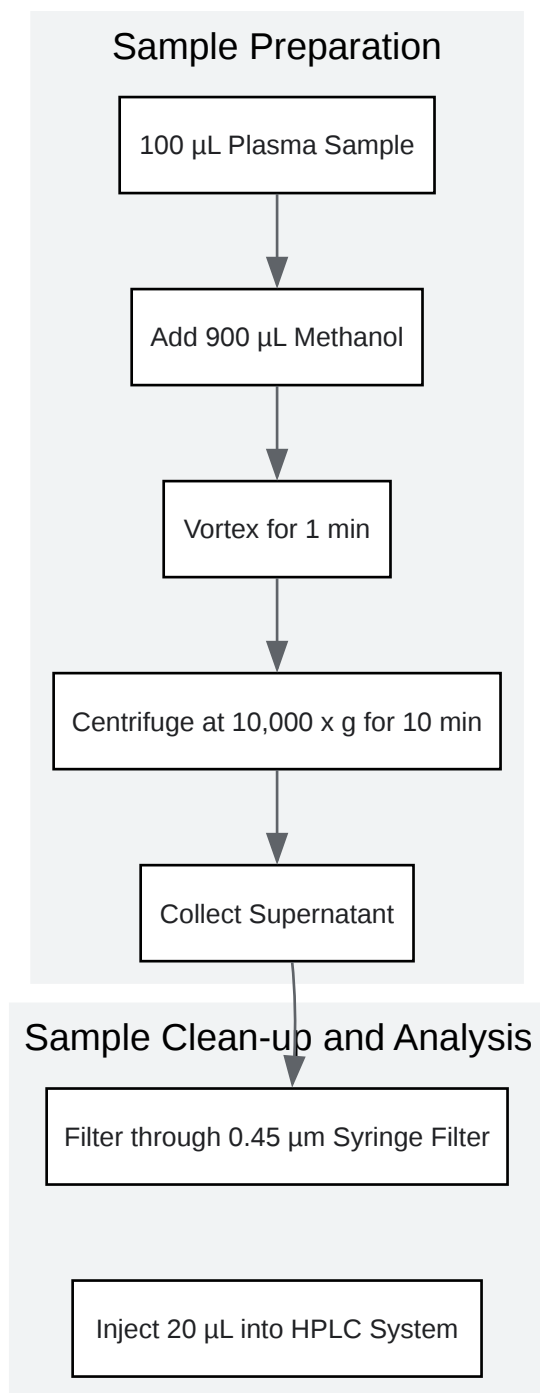 Sample Preparation
100 µL Plasma Sample
Add 900 µL Methanol
Vortex for 1 min
Centrifuge at 10,000 x g for 10 min
Collect Supernatant
Sample Clean-up and Analysis
Filter through 0.45 µm Syringe Filter
Inject 20 µL into HPLC System